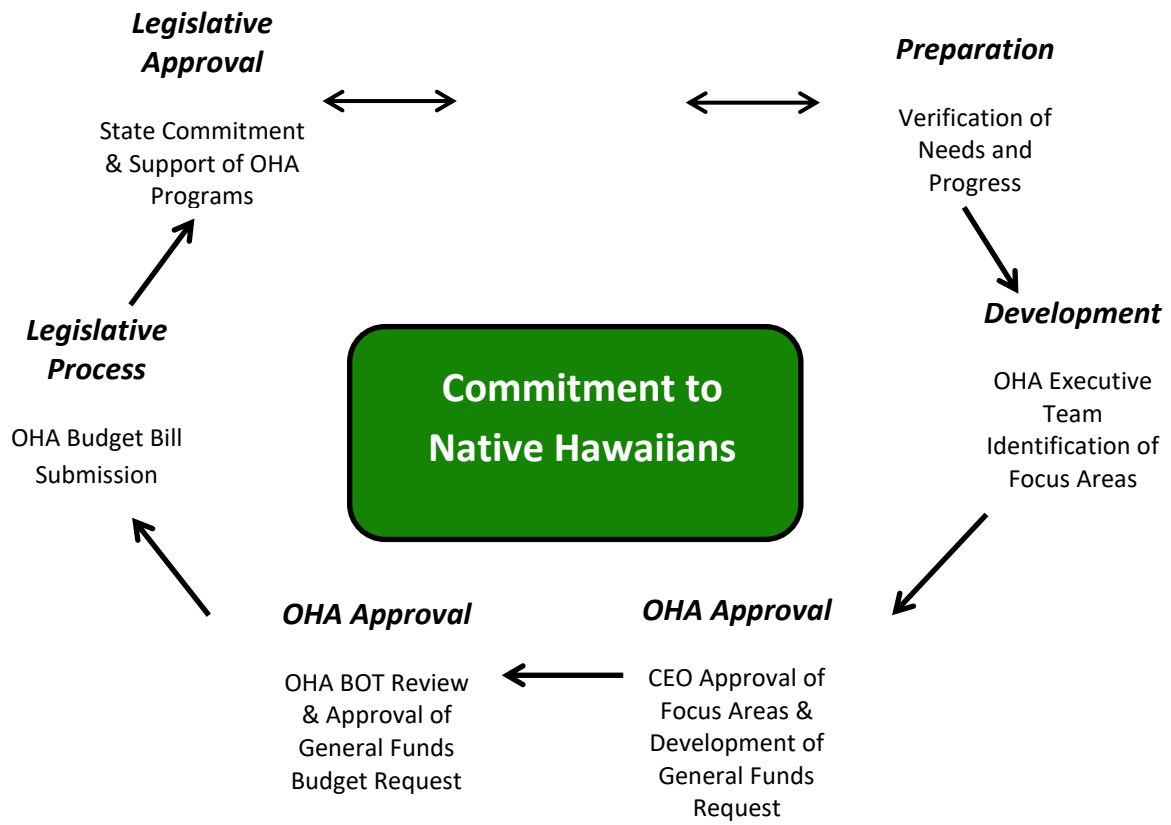 Legislative
Approval
State Commitment
& Support of OHA
Programs
Preparation
Verification of
Needs and
Progress
Development
OHA Executive
Team
Identification of
Focus Areas
OHA Approval
CEO Approval of
Focus Areas &
Development of
General Funds
Request
OHA Approval
OHA BOT Review
& Approval of
General Funds
Budget Request
Legislative
Process
OHA Budget Bill
Submission
Commitment to
Native Hawaiians